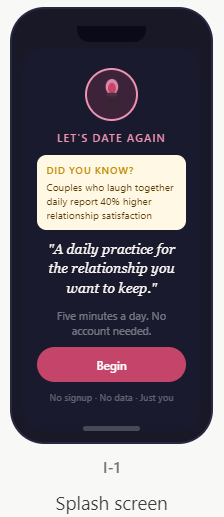 LET'S DATE AGAIN
DID YOU KNOW?
Couples who laugh together
daily report 40% higher
relationship satisfaction
"A daily practice for
the relationship you
want to keep."
Five minutes a day. No
account needed.
Begin
No signup · No data · Just you
I-1
Splash screen